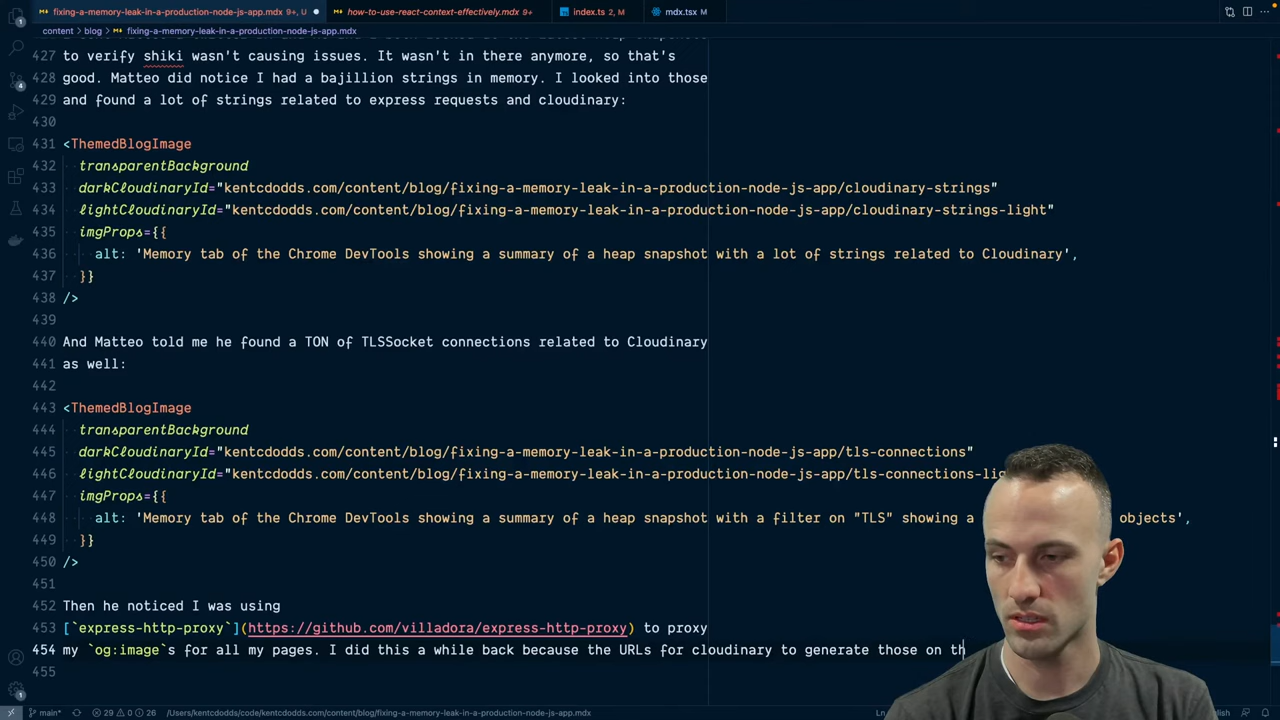 fixing-a-memory-leak-in-a-production-node-js-app.mdx 9+, U
how-to-use-react-context-effectively.mdx 9+
index.ts 2, M
mdx.tsx M
content > blog > fixing-a-memory-leak-in-a-production-node-js-app.mdx
427 to verify shiki wasn't causing issues. It wasn't in there anymore, so that's
428 good. Matteo did notice I had a bajillion strings in memory. I looked into those
429 and found a lot of strings related to express requests and cloudinary:
430
431 <ThemedBlogImage
432 transparentBackground
433 darkCloudinaryId="kentcdodds.com/content/blog/fixing-a-memory-leak-in-a-production-node-js-app/cloudinary-strings"
434 lightCloudinaryId="kentcdodds.com/content/blog/fixing-a-memory-leak-in-a-production-node-js-app/cloudinary-strings-light"
435 imgProps={{
436 alt: 'Memory tab of the Chrome DevTools showing a summary of a heap snapshot with a lot of strings related to Cloudinary',
437 }}
438 />
439
440 And Matteo told me he found a TON of TLSSocket connections related to Cloudinary
441 as well:
442
443 <ThemedBlogImage
444 transparentBackground
445 darkCloudinaryId="kentcdodds.com/content/blog/fixing-a-memory-leak-in-a-production-node-js-app/tls-connections"
446 lightCloudinaryId="kentcdodds.com/content/blog/fixing-a-memory-leak-in-a-production-node-js-app/tls-connections-lig
447 imgProps={{
448 alt: 'Memory tab of the Chrome DevTools showing a summary of a heap snapshot with a filter on "TLS" showing a objects',
449 }}
450 />
451
452 Then he noticed I was using
453 [`express-http-proxy`](https://github.com/villadora/express-http-proxy) to proxy
454 my `og:image`s for all my pages. I did this a while back because the URLs for cloudinary to generate those on th
455
main* 29 0 26 /Users/kentcdodds/code/kentcdodds.com/content/blog/fixing-a-memory-leak-in-a-production-node-js-app.mdx Ln